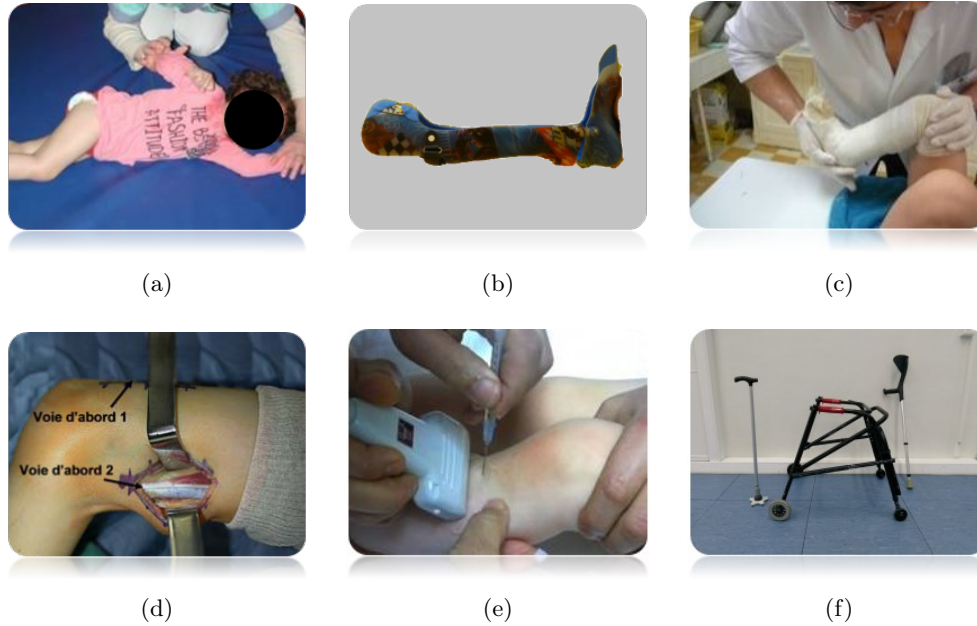 THE BE
FASHION
ATTITUDE
(a)
(b)
(c)
Voie d'abord 1
Voie d'abord 2
(d)
(e)
(f)